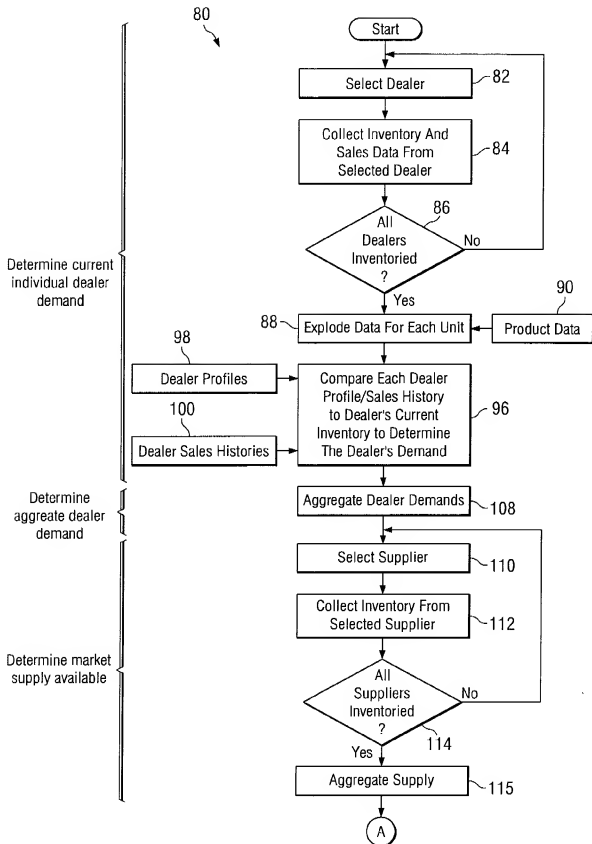 80
Start
Select Dealer
82
Collect Inventory And
Sales Data From
Selected Dealer
84
86
All
Dealers
Inventoried
?
No
Yes
Determine current
individual dealer
demand
88
Explode Data For Each Unit
90
Product Data
98
Dealer Profiles
100
Dealer Sales Histories
Compare Each Dealer
Profile/Sales History
to Dealer's Current
Inventory to Determine
The Dealer's Demand
96
Determine
aggreate dealer
demand
Aggregate Dealer Demands
108
Select Supplier
110
Collect Inventory From
Selected Supplier
112
Determine market
supply available
All
Suppliers
Inventoried
?
No
114
Yes
Aggregate Supply
115
A